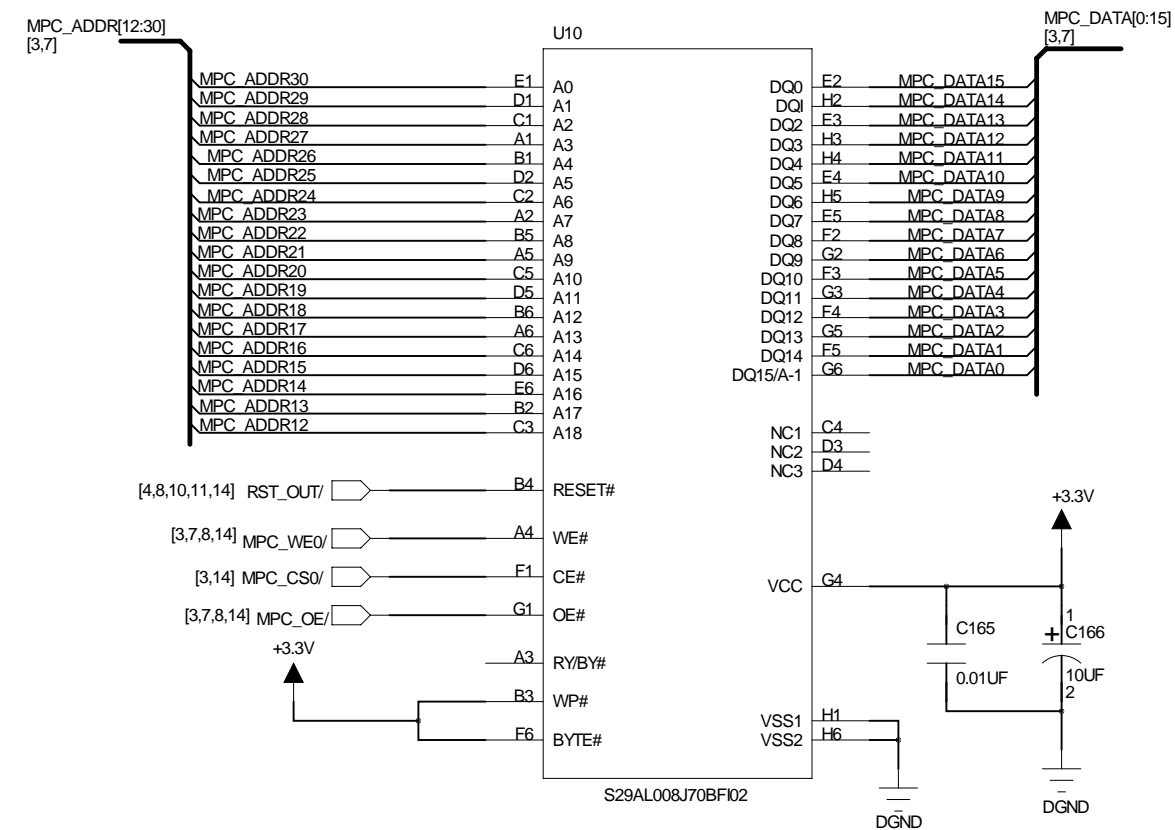 MPC_ADDR[12:30]
[3,7]
U10
MPC_DATA[0:15]
[3,7]
MPC_ADDR30 E1 A0 DQ0 E2 MPC_DATA15
MPC_ADDR29 D1 A1 DQI H2 MPC_DATA14
MPC_ADDR28 C1 A2 DQ2 E3 MPC_DATA13
MPC_ADDR27 A1 A3 DQ3 H3 MPC_DATA12
MPC_ADDR26 B1 A4 DQ4 H4 MPC_DATA11
MPC_ADDR25 D2 A5 DQ5 E4 MPC_DATA10
MPC_ADDR24 C2 A6 DQ6 H5 MPC_DATA9
MPC_ADDR23 A2 A7 DQ7 E5 MPC_DATA8
MPC_ADDR22 B5 A8 DQ8 F2 MPC_DATA7
MPC_ADDR21 A5 A9 DQ9 G2 MPC_DATA6
MPC_ADDR20 C5 A10 DQ10 F3 MPC_DATA5
MPC_ADDR19 D5 A11 DQ11 G3 MPC_DATA4
MPC_ADDR18 B6 A12 DQ12 F4 MPC_DATA3
MPC_ADDR17 A6 A13 DQ13 G5 MPC_DATA2
MPC_ADDR16 C6 A14 DQ14 F5 MPC_DATA1
MPC_ADDR15 D6 A15 DQ15/A-1 G6 MPC_DATA0
MPC_ADDR14 E6 A16
MPC_ADDR13 B2 A17
MPC_ADDR12 C3 A18 NC1 C4
NC2 D3
NC3 D4
[4,8,10,11,14] RST_OUT/ B4 RESET#
+3.3V
[3,7,8,14] MPC_WE0/ A4 WE#
[3,14] MPC_CS0/ F1 CE# VCC G4
[3,7,8,14] MPC_OE/ G1 OE#
C165
0.01UF
1
+ C166
10UF
2
+3.3V
A3 RY/BY#
B3 WP#
VSS1 H1
F6 BYTE# VSS2 H6
S29AL008J70BFI02
DGND
DGND